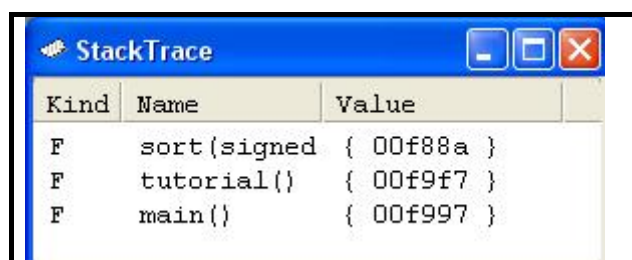 StackTrace
Kind Name Value
F sort(signed { 00f88a }
F tutorial() { 00f9f7 }
F main() { 00f997 }